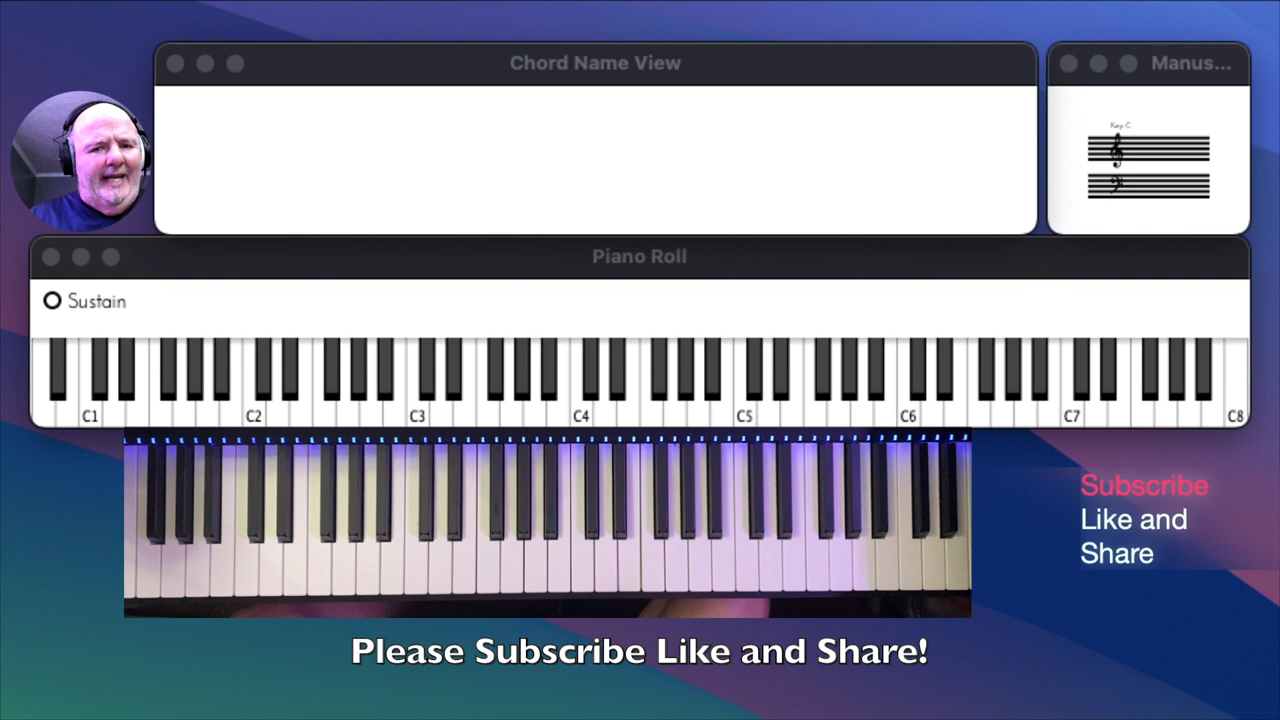 Chord Name View
Manus...
Key: C
Piano Roll
Sustain
C1 C2 C3 C4 C5 C6 C7 C8
Subscribe
Like and
Share
Please Subscribe Like and Share!